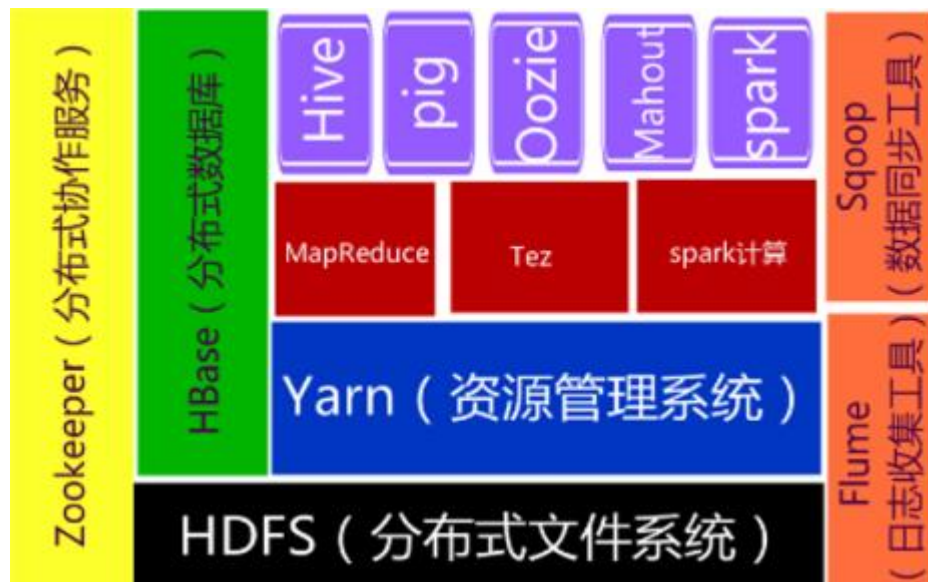 Zookeeper（分布式协作服务）
HBase（分布式数据库）
Hive
pig
Oozie
Mahout
spark
MapReduce
Tez
spark计算
Yarn（资源管理系统）
HDFS（分布式文件系统）
Sqoop
（数据同步工具）
Flume
（日志收集工具）